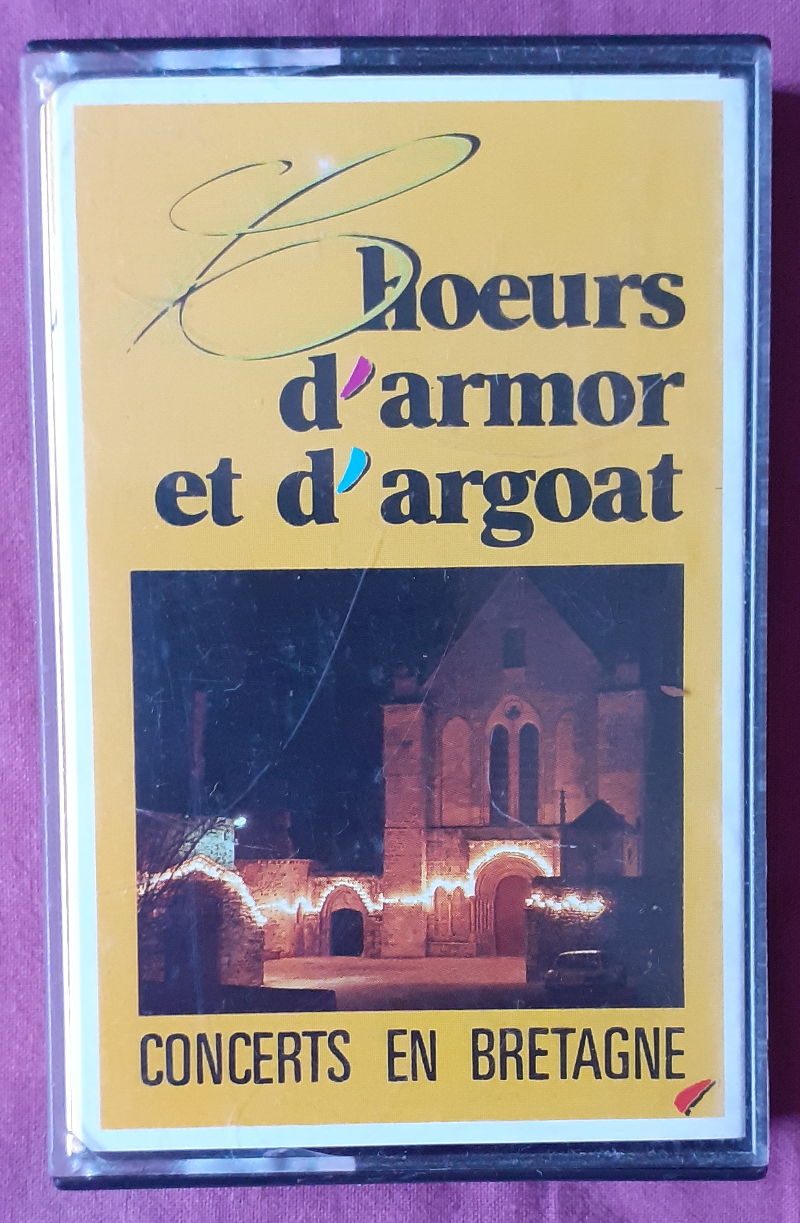 Choeurs
d'armor
et d'argoat
CONCERTS EN BRETAGNE